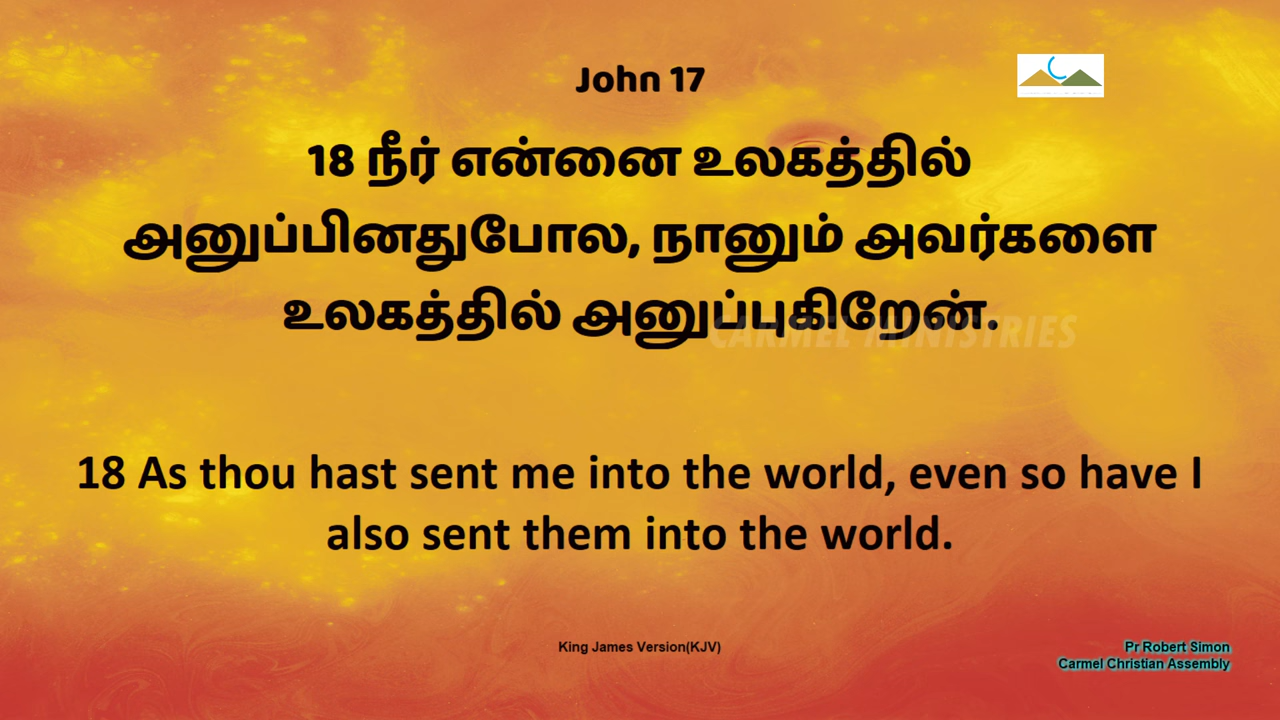 John 17
18 நீர் என்னை உலகத்தில்
அனுப்பினதுபோல, நானும் அவர்களை
உலகத்தில் அனுப்புகிறேன்.
CARMEL MINISTRIES
18 As thou hast sent me into the world, even so have I
also sent them into the world.
King James Version(KJV)
Pr Robert Simon
Carmel Christian Assembly